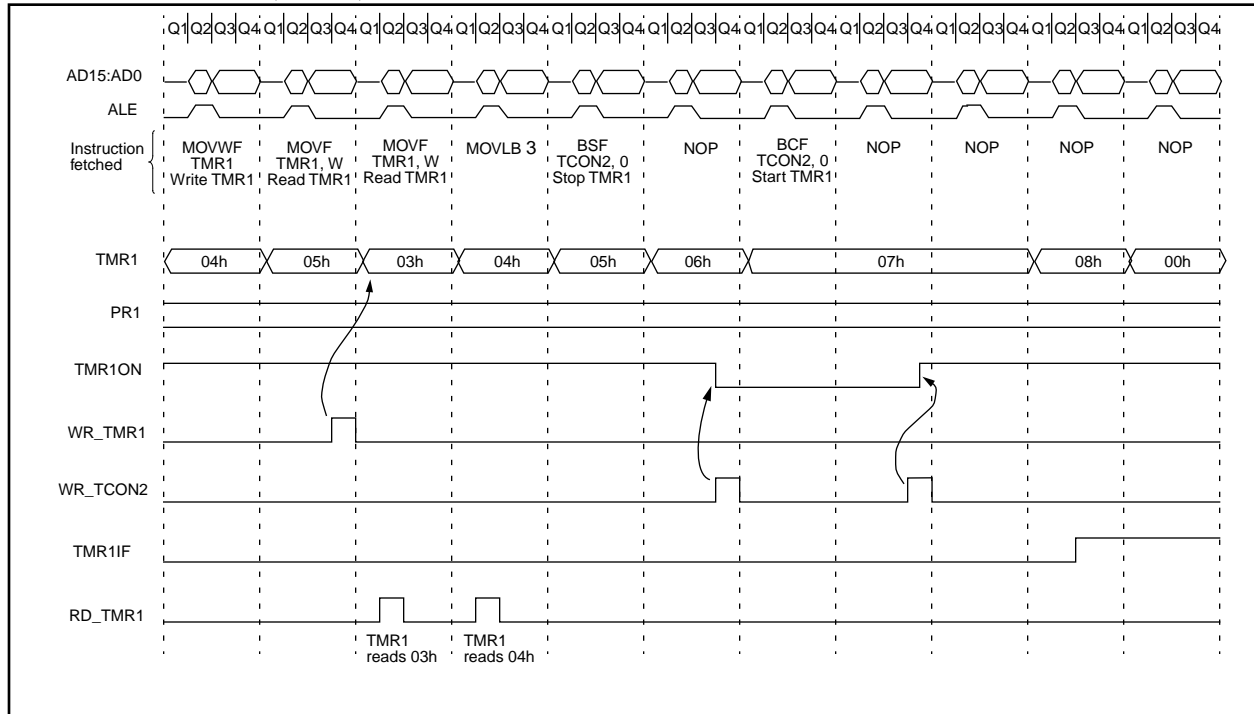 Q1 Q2 Q3 Q4 Q1 Q2 Q3 Q4 Q1 Q2 Q3 Q4 Q1 Q2 Q3 Q4 Q1 Q2 Q3 Q4 Q1 Q2 Q3 Q4 Q1 Q2 Q3 Q4 Q1 Q2 Q3 Q4 Q1 Q2 Q3 Q4 Q1 Q2 Q3 Q4 Q1 Q2 Q3 Q4
AD15:AD0
ALE
Instruction
fetched
MOVWF
TMR1
Write TMR1
MOVF
TMR1, W
Read TMR1
MOVF
TMR1, W
Read TMR1
MOVLB 3
BSF
TCON2, 0
Stop TMR1
NOP
BCF
TCON2, 0
Start TMR1
NOP
NOP
NOP
NOP
TMR1
04h 05h 03h 04h 05h 06h 07h 08h 00h
PR1
TMR1ON
WR_TMR1
WR_TCON2
TMR1IF
RD_TMR1
TMR1
reads 03h
TMR1
reads 04h